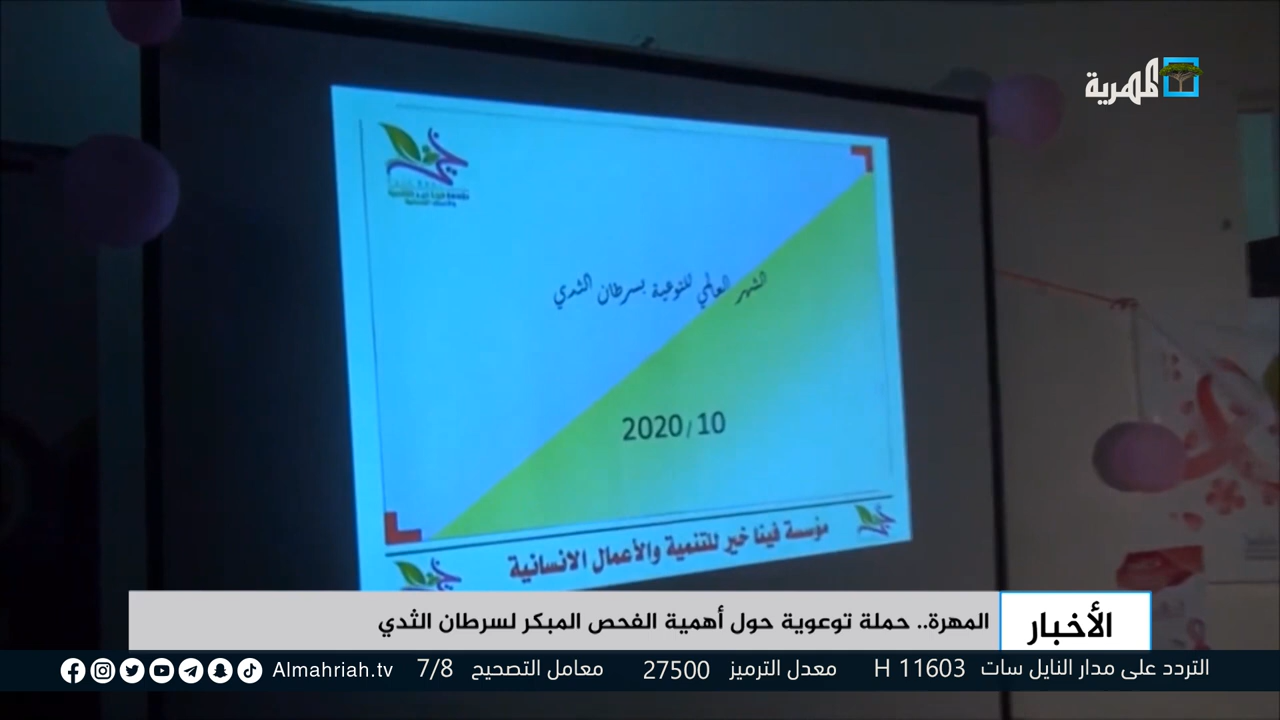 المهرية
الشهر العالمي للتوعية بسرطان الثدي
2020/10
مؤسسة فينا خير للتنمية والأعمال الانسانية
الأخبار
المهرة.. حملة توعوية حول أهمية الفحص المبكر لسرطان الثدي
التردد على مدار النايل سات 11603 H معدل الترميز 27500 معامل التصحيح 7/8 Almahriah.tv